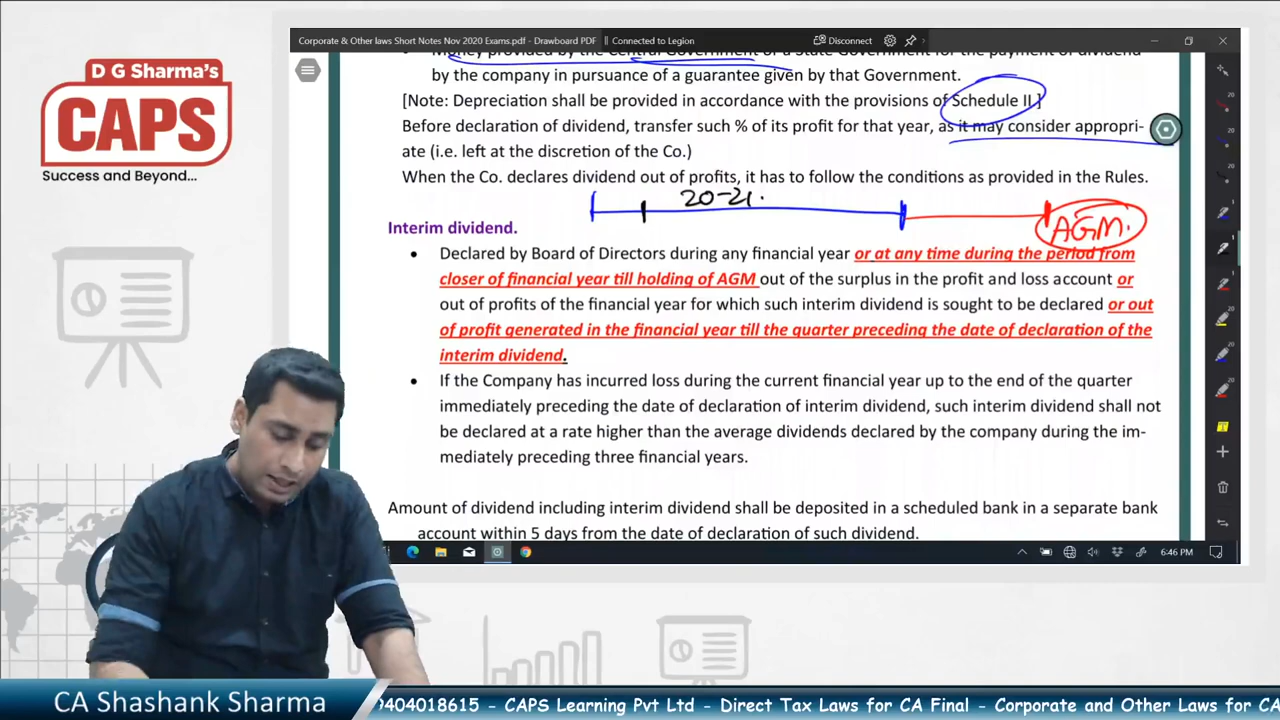 D G Sharma's
CAPS
Success and Beyond...
Corporate & Other laws Short Notes Nov 2020 Exams.pdf - Drawboard PDF || Connected to Legion
Disconnect
Money provided by the Central Government or a State Government for the payment of dividend
by the company in pursuance of a guarantee given by that Government.
[Note: Depreciation shall be provided in accordance with the provisions of Schedule II.]
Before declaration of dividend, transfer such % of its profit for that year, as it may consider appropri-
ate (i.e. left at the discretion of the Co.)
When the Co. declares dividend out of profits, it has to follow the conditions as provided in the Rules.
20-21.
AGM.
Interim dividend.
• Declared by Board of Directors during any financial year or at any time during the period from
closer of financial year till holding of AGM out of the surplus in the profit and loss account or
out of profits of the financial year for which such interim dividend is sought to be declared or out
of profit generated in the financial year till the quarter preceding the date of declaration of the
interim dividend.
• If the Company has incurred loss during the current financial year up to the end of the quarter
immediately preceding the date of declaration of interim dividend, such interim dividend shall not
be declared at a rate higher than the average dividends declared by the company during the im-
mediately preceding three financial years.
Amount of dividend including interim dividend shall be deposited in a scheduled bank in a separate bank
account within 5 days from the date of declaration of such dividend.
6:46 PM
CA Shashank Sharma
9404018615 - CAPS Learning Pvt Ltd - Direct Tax Laws for CA Final - Corporate and Other Laws for CA